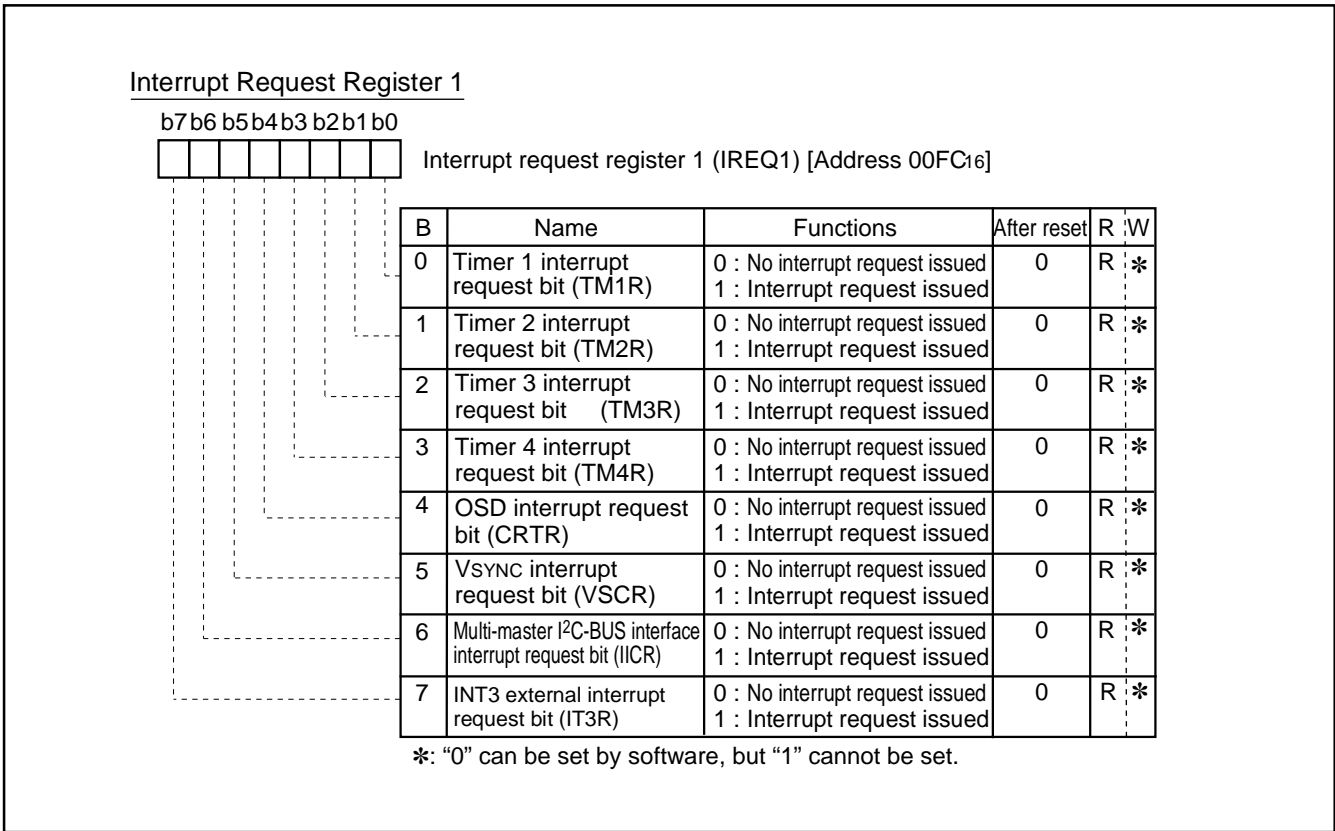 Interrupt Request Register 1
b7 b6 b5 b4 b3 b2 b1 b0
Interrupt request register 1 (IREQ1) [Address 00FC16]
B Name Functions After reset R W
0 Timer 1 interrupt request bit (TM1R) 0 : No interrupt request issued 1 : Interrupt request issued 0 R ✻
1 Timer 2 interrupt request bit (TM2R) 0 : No interrupt request issued 1 : Interrupt request issued 0 R ✻
2 Timer 3 interrupt request bit (TM3R) 0 : No interrupt request issued 1 : Interrupt request issued 0 R ✻
3 Timer 4 interrupt request bit (TM4R) 0 : No interrupt request issued 1 : Interrupt request issued 0 R ✻
4 OSD interrupt request bit (CRTR) 0 : No interrupt request issued 1 : Interrupt request issued 0 R ✻
5 VSYNC interrupt request bit (VSCR) 0 : No interrupt request issued 1 : Interrupt request issued 0 R ✻
6 Multi-master I2C-BUS interface interrupt request bit (IICR) 0 : No interrupt request issued 1 : Interrupt request issued 0 R ✻
7 INT3 external interrupt request bit (IT3R) 0 : No interrupt request issued 1 : Interrupt request issued 0 R ✻
✻: “0” can be set by software, but “1” cannot be set.